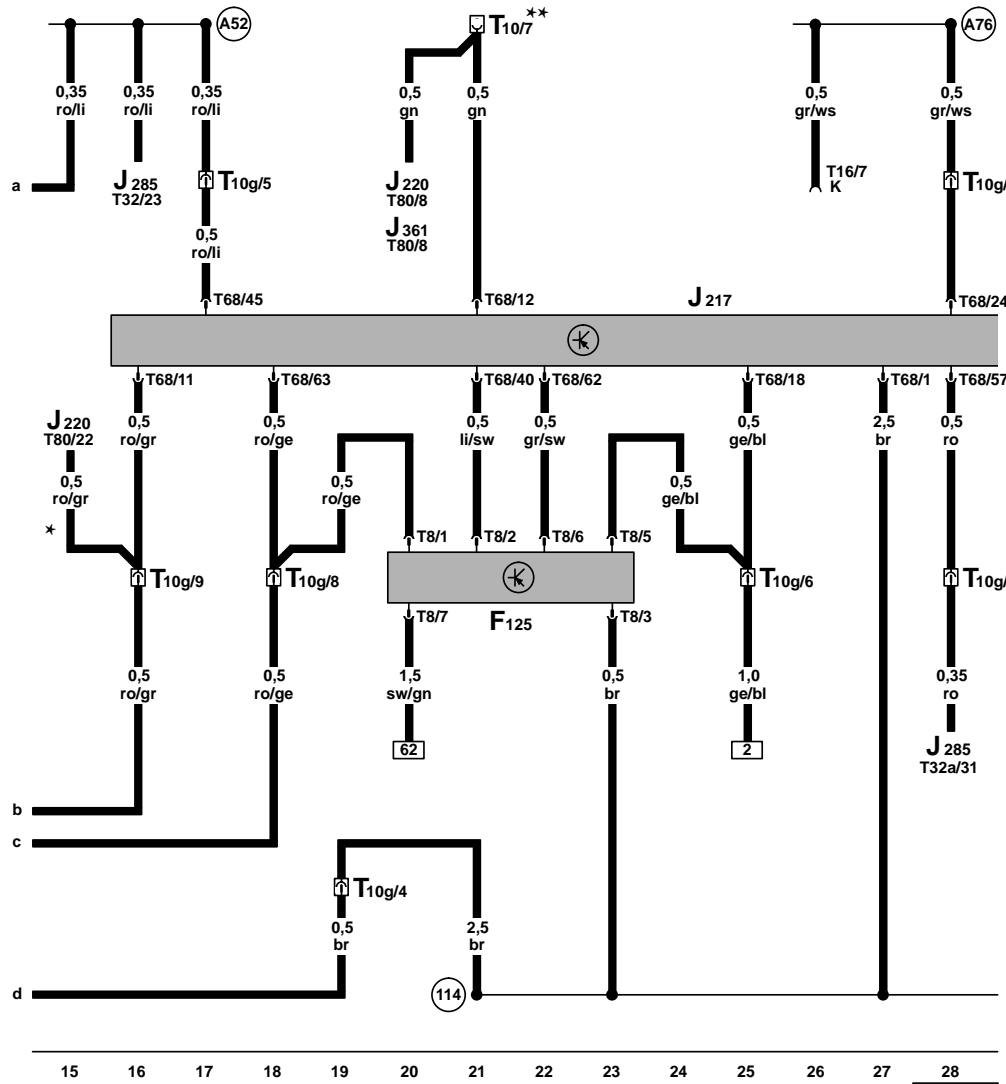 A52
T10/7**
A76
0,35
ro/li
0,35
ro/li
0,35
ro/li
0,5
gn
0,5
gn
0,5
gr/ws
0,5
gr/ws
a
J285
T32/23
T10g/5
J220
T80/8
J361
T80/8
T16/7
K
T10g/
0,5
ro/li
T68/45
T68/12
J217
T68/24
T68/11
T68/63
T68/40
T68/62
T68/18
T68/1
T68/57
J220
T80/22
0,5
ro/gr
0,5
ro/ge
0,5
li/sw
0,5
gr/sw
0,5
ge/bl
2,5
br
0,5
ro
0,5
ro/gr
*
0,5
ro/ge
0,5
ge/bl
T8/1
T8/2
T8/6
T8/5
T10g/9
T10g/8
T10g/6
T10g/
T8/7
F125
T8/3
0,5
ro/gr
0,5
ro/ge
1,5
sw/gn
0,5
br
1,0
ge/bl
0,35
ro
62
2
J285
T32a/31
b
c
T10g/4
0,5
br
2,5
br
d
114
15 16 17 18 19 20 21 22 23 24 25 26 27 28